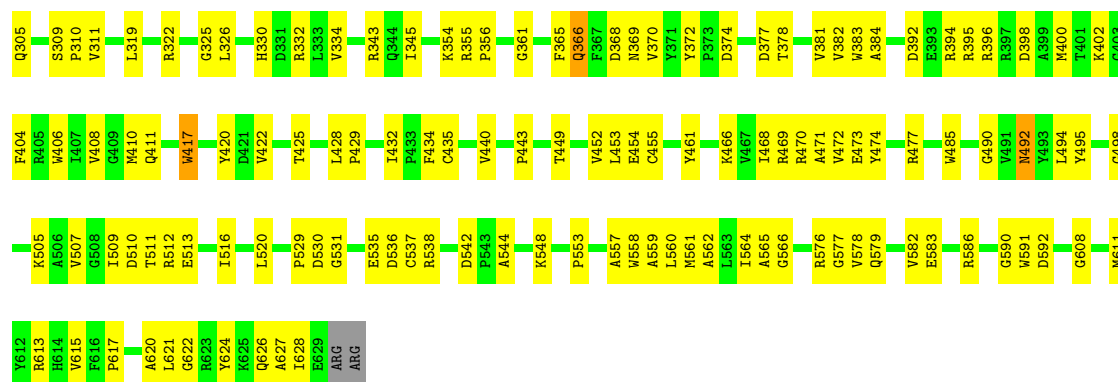 Q305 S309 P310 V311 L319 R322 G325 L326 H330 D331 R332 L333 V334 R343 Q344 I345 K354 R355 P356 G361 F365 Q366 F367 D368 N369 V370 Y371 Y372 P373 D374 D377 T378 V381 V382 W383 A384 D392 E393 R394 R395 R396 R397 D398 A399 M400 T401 K402
F404 R405 W406 I407 V408 G409 M410 Q411 W417 Y420 D421 V422 T425 L428 P429 I432 P433 F434 C435 V440 P443 T449 V452 L453 E454 C455 Y461 K466 V467 I468 R469 R470 A471 V472 E473 Y474 R477 W485 G490 V491 N492 Y493 L494 Y495
K505 A506 V507 G508 I509 D510 T511 R512 E513 I516 L520 P529 D530 G531 E535 D536 C537 R538 D542 P543 A544 K548 P553 A557 W558 A559 L560 M561 A562 L563 I564 A565 G566 R576 G577 V578 Q579 V582 E583 R586 G590 W591 D592 G608
Y612 R613 H614 V615 F616 P617 A620 L621 G622 R623 Y624 K625 Q626 A627 I628 E629 ARG ARG